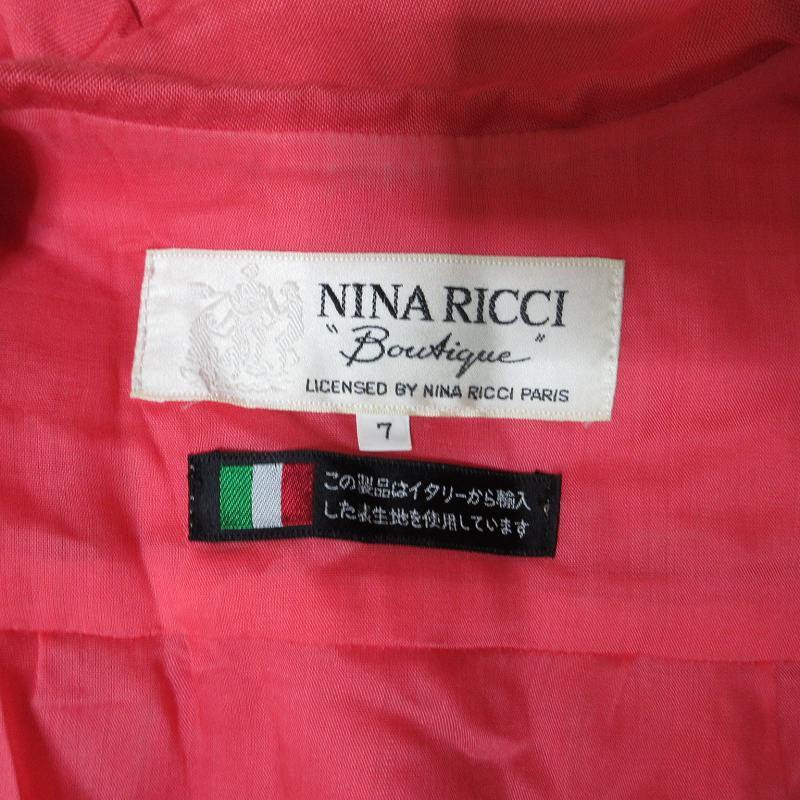 NINA RICCI
"Boutique"
LICENSED BY NINA RICCI PARIS
7
この製品はイタリーから輸入
した表生地を使用しています